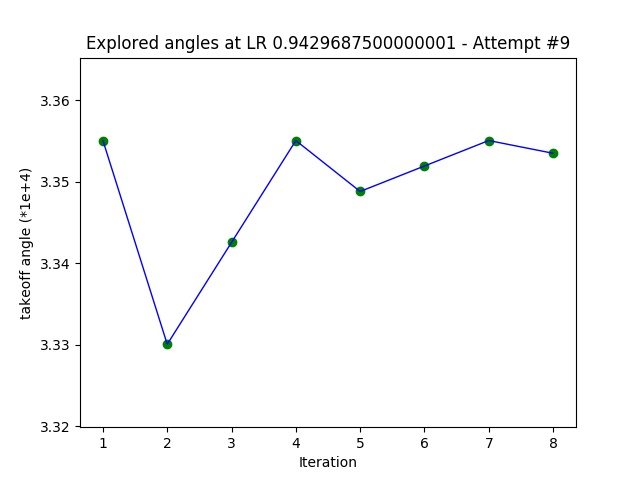 Explored angles at LR 0.9429687500000001 - Attempt #9
takeoff angle (*1e+4)
3.36
3.35
3.34
3.33
3.32
1 2 3 4 5 6 7 8
Iteration